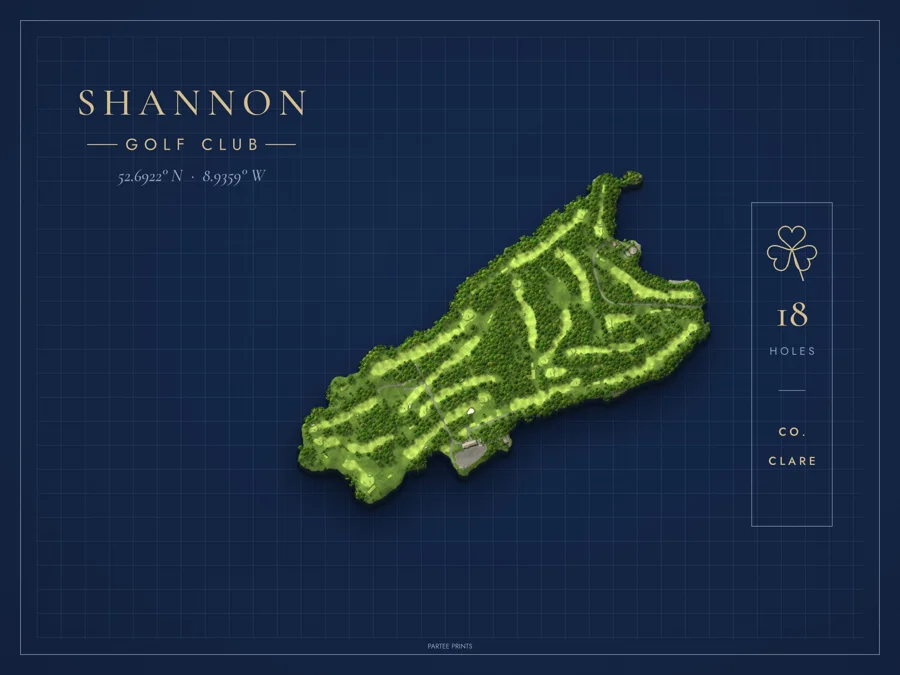 SHANNON
GOLF CLUB
52.6922° N · 8.9359° W
18
HOLES
CO.
CLARE
PARTEE PRINTS